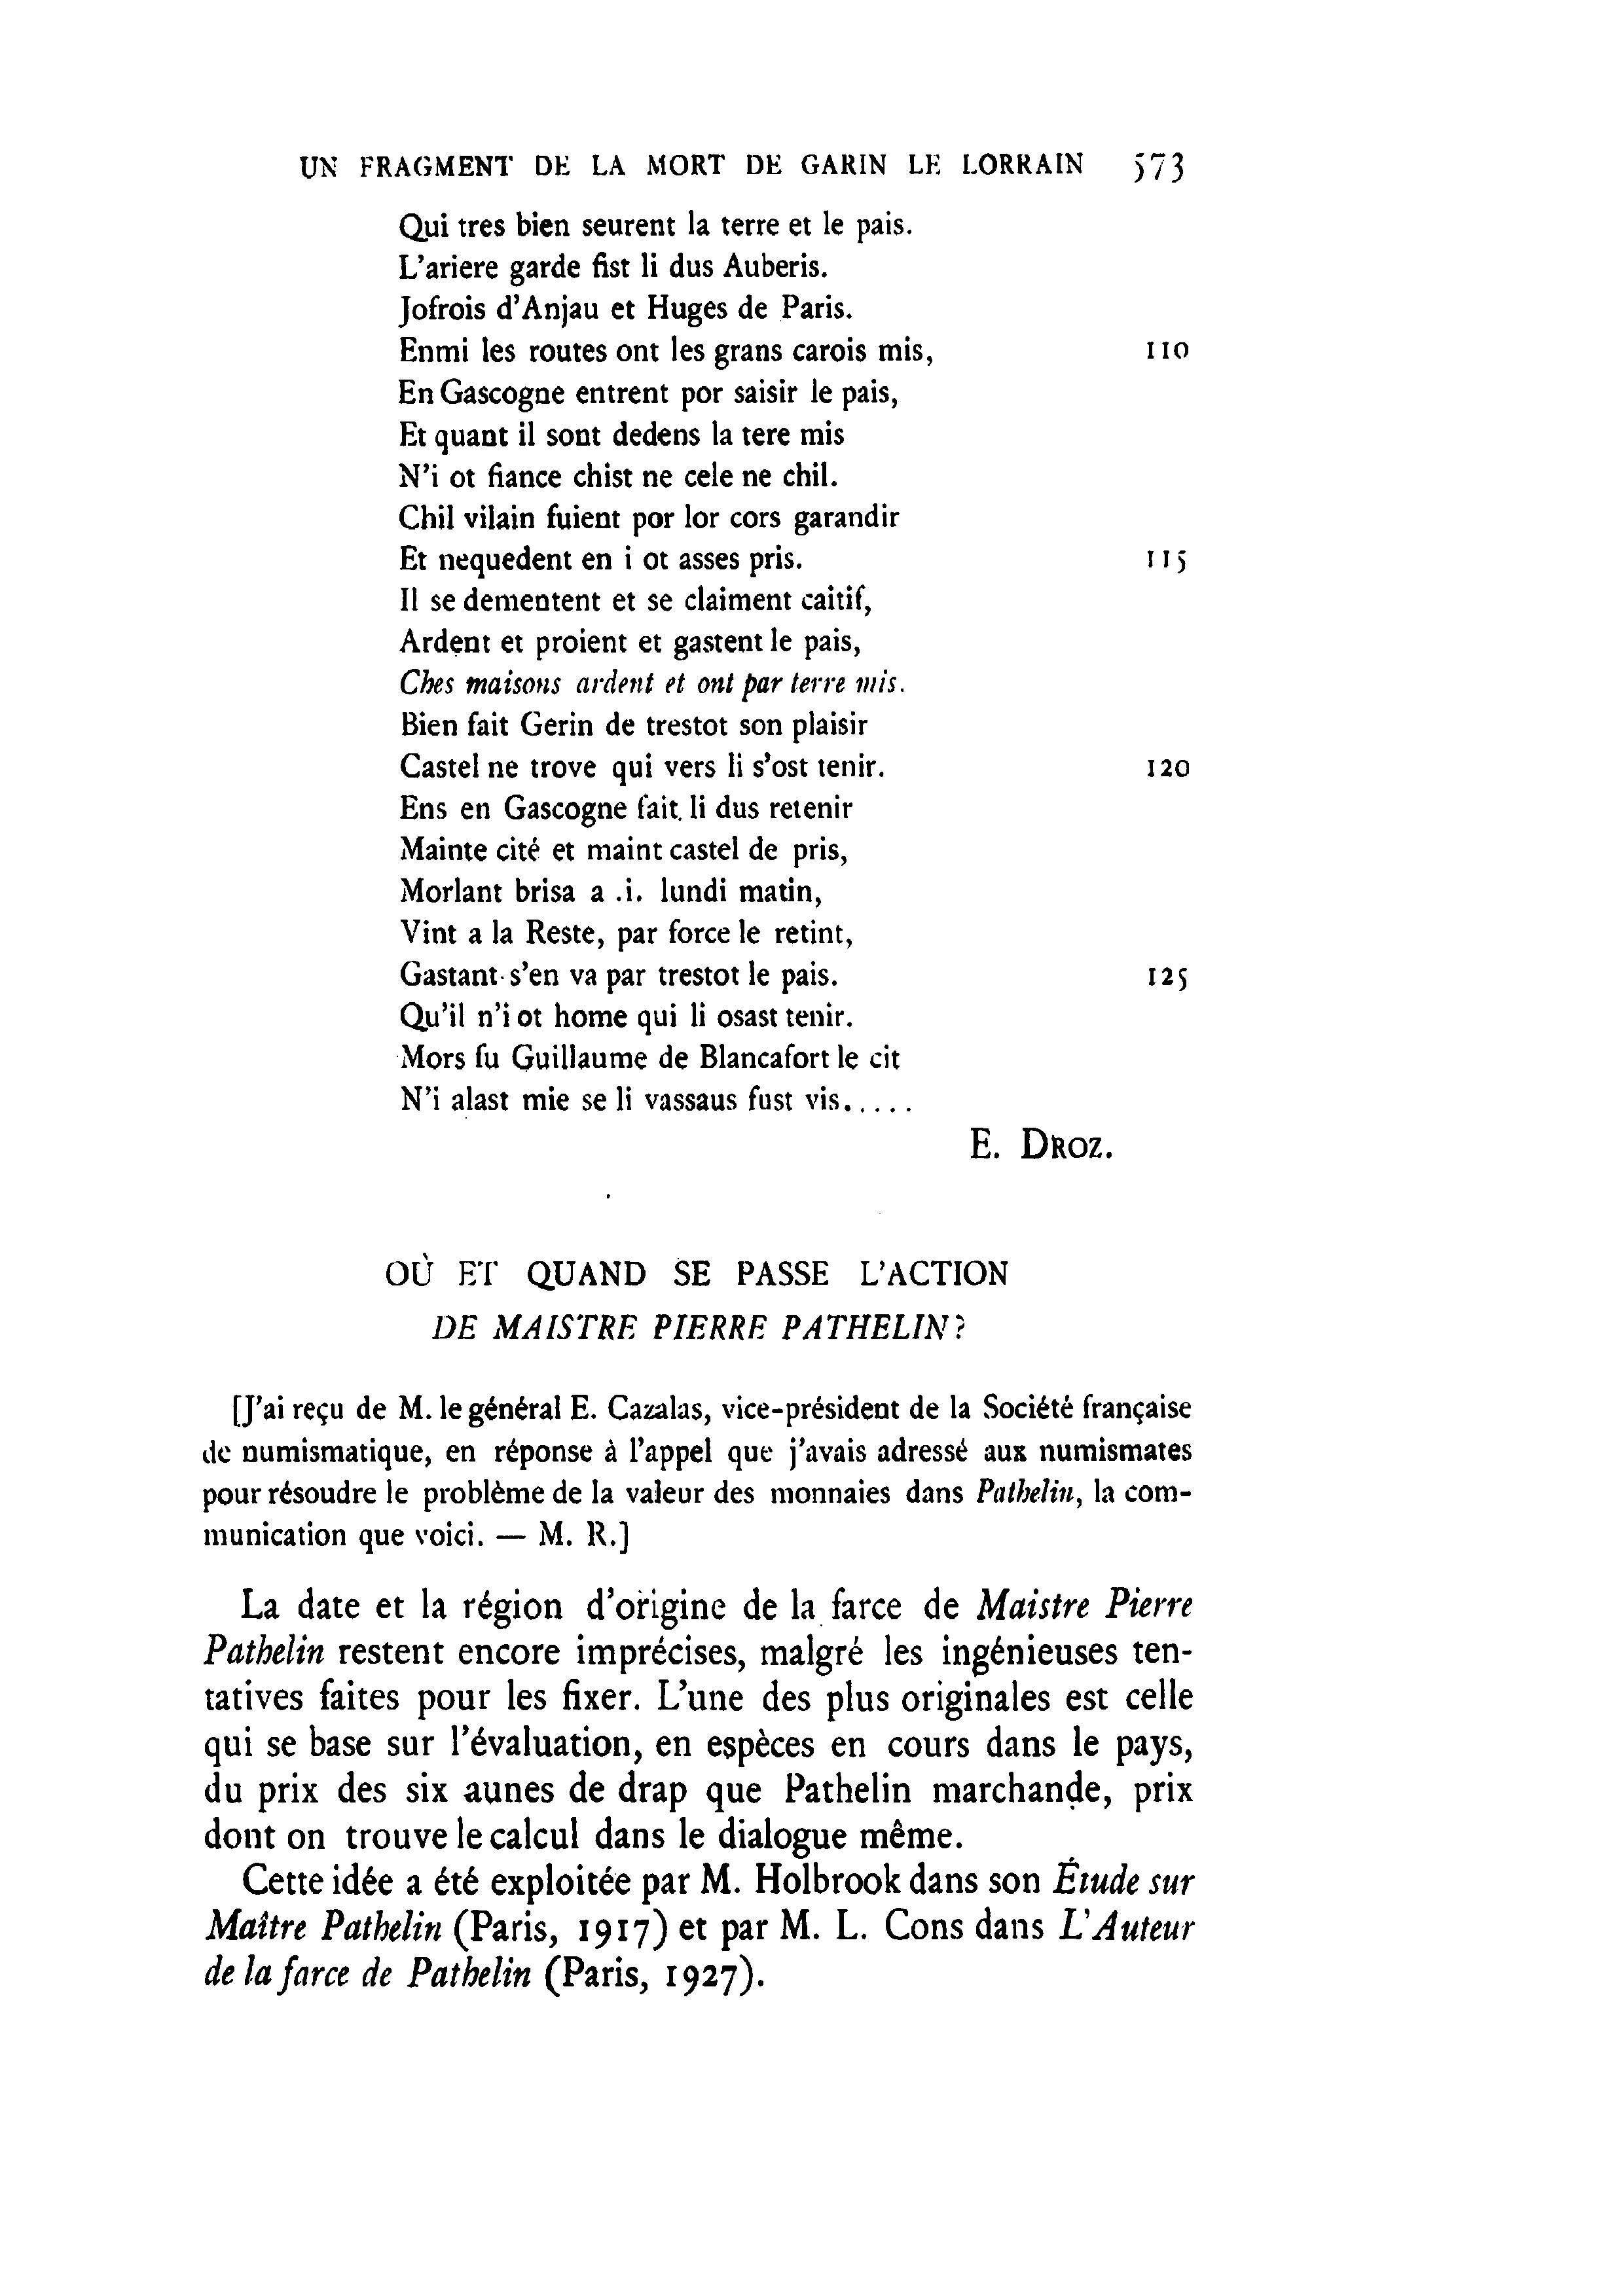 UN FRAGMENT DE LA MORT DE GARIN LE LORRAIN 573
Qui tres bien seurent la terre et le pais.
L'ariere garde fist li dus Auberis.
Jofrois d'Anjau et Huges de Paris.
Enmi les routes ont les grans carois mis, 110
En Gascogne entrent por saisir le pais,
Et quant il sont dedens la tere mis
N'i ot fiance chist ne cele ne chil.
Chil vilain fuient por lor cors garandir
Et nequedent en i ot asses pris. 115
Il se dementent et se claiment caitif,
Ardent et proient et gastent le pais,
Ches maisons ardent et ont par terre mis.
Bien fait Gerin de trestot son plaisir
Castel ne trove qui vers li s'ost tenir. 120
Ens en Gascogne fait li dus retenir
Mainte cité et maint castel de pris,
Morlant brisa a .i. lundi matin,
Vint a la Reste, par force le retint,
Gastant s'en va par trestot le pais. 125
Qu'il n'i ot home qui li osast tenir.
Mors fu Guillaume de Blancafort le cit
N'i alast mie se li vassaus fust vis.....
E. DROZ.
OÙ ET QUAND SE PASSE L'ACTION
DE MAISTRE PIERRE PATHELIN?
[J'ai reçu de M. le général E. Cazalas, vice-président de la Société française
de numismatique, en réponse à l'appel que j'avais adressé aux numismates
pour résoudre le problème de la valeur des monnaies dans Pathelin, la com-
munication que voici. — M. R.]
La date et la région d'origine de la farce de Maistre Pierre
Pathelin restent encore imprécises, malgré les ingénieuses ten-
tatives faites pour les fixer. L'une des plus originales est celle
qui se base sur l'évaluation, en espèces en cours dans le pays,
du prix des six aunes de drap que Pathelin marchande, prix
dont on trouve le calcul dans le dialogue même.
Cette idée a été exploitée par M. Holbrook dans son Étude sur
Maître Pathelin (Paris, 1917) et par M. L. Cons dans L'Auteur
de la farce de Pathelin (Paris, 1927).